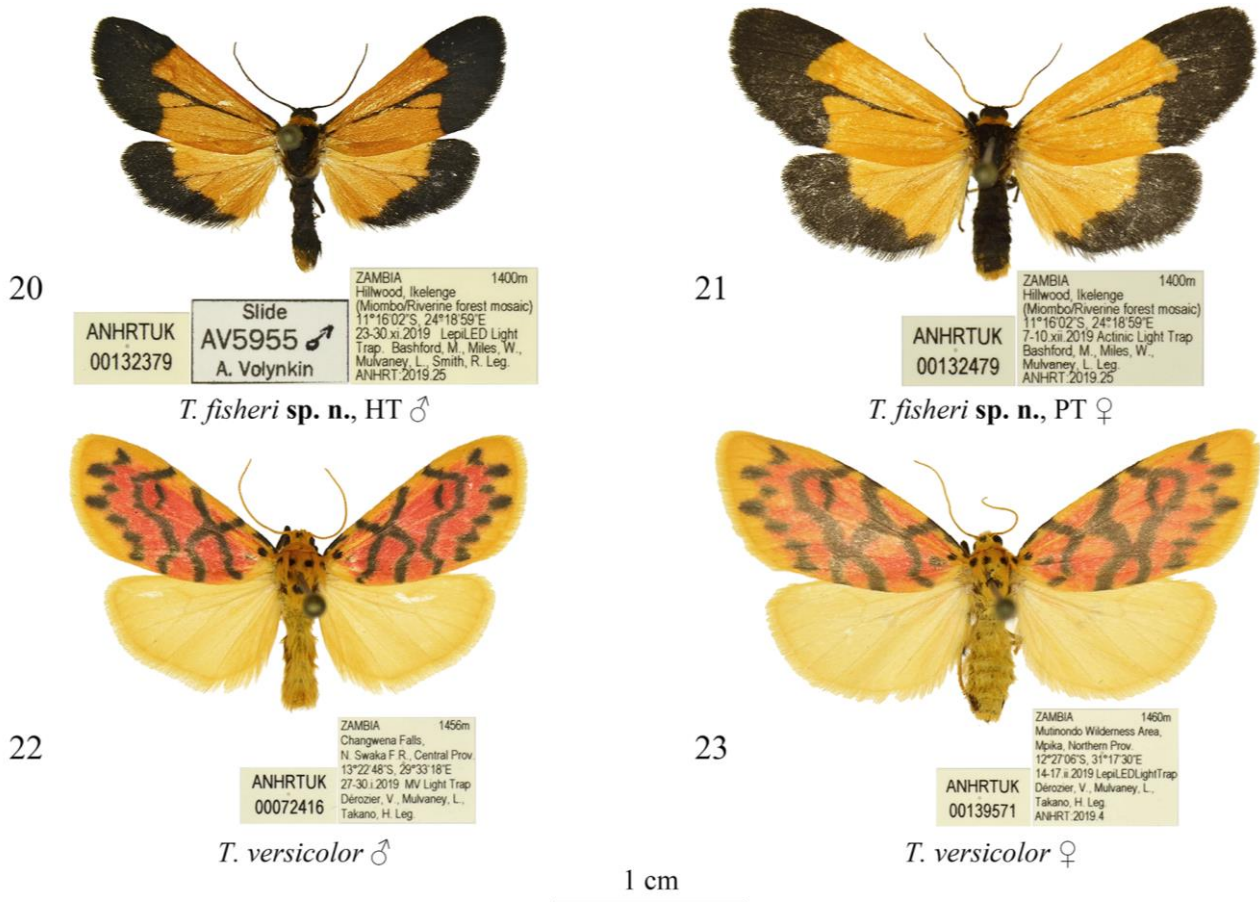 20
ANHRTUK
00132379
Slide
AV5955 ♂
A. Volynkin
ZAMBIA 1400m
Hillwood, Ikelenge
(Miombo/Riverine forest mosaic)
11°16'02"S, 24°18'59"E
23-30.xi.2019 LepiLED Light
Trap. Bashford, M., Miles, W.,
Mulvaney, L., Smith, R. Leg.
ANHRT:2019.25
T. fisheri sp. n., HT ♂
21
ANHRTUK
00132479
ZAMBIA 1400m
Hillwood, Ikelenge
(Miombo/Riverine forest mosaic)
11°16'02"S, 24°18'59"E
7-10.xii.2019 Actinic Light Trap
Bashford, M., Miles, W.,
Mulvaney, L. Leg.
ANHRT:2019.25
T. fisheri sp. n., PT ♀
22
ANHRTUK
00072416
ZAMBIA 1456m
Changwena Falls,
N. Swaka F.R., Central Prov.
13°22'48"S, 29°33'18"E
27-30.i.2019 MV Light Trap
Dérozier, V., Mulvaney, L.,
Takano, H. Leg.
T. versicolor ♂
23
ANHRTUK
00139571
ZAMBIA 1460m
Mutinondo Wilderness Area,
Mpika, Northern Prov.
12°27'06"S, 31°17'30"E
14-17.ii.2019 LepiLEDLightTrap
Dérozier, V., Mulvaney, L.,
Takano, H. Leg.
ANHRT:2019.4
T. versicolor ♀
1 cm